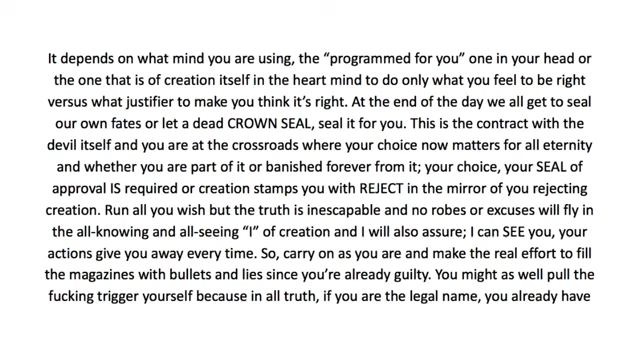 It depends on what mind you are using, the “programmed for you” one in your head or
the one that is of creation itself in the heart mind to do only what you feel to be right
versus what justifier to make you think it’s right. At the end of the day we all get to seal
our own fates or let a dead CROWN SEAL, seal it for you. This is the contract with the
devil itself and you are at the crossroads where your choice now matters for all eternity
and whether you are part of it or banished forever from it; your choice, your SEAL of
approval IS required or creation stamps you with REJECT in the mirror of you rejecting
creation. Run all you wish but the truth is inescapable and no robes or excuses will fly in
the all-knowing and all-seeing “I” of creation and I will also assure; I can SEE you, your
actions give you away every time. So, carry on as you are and make the real effort to fill
the magazines with bullets and lies since you’re already guilty. You might as well pull the
fucking trigger yourself because in all truth, if you are the legal name, you already have